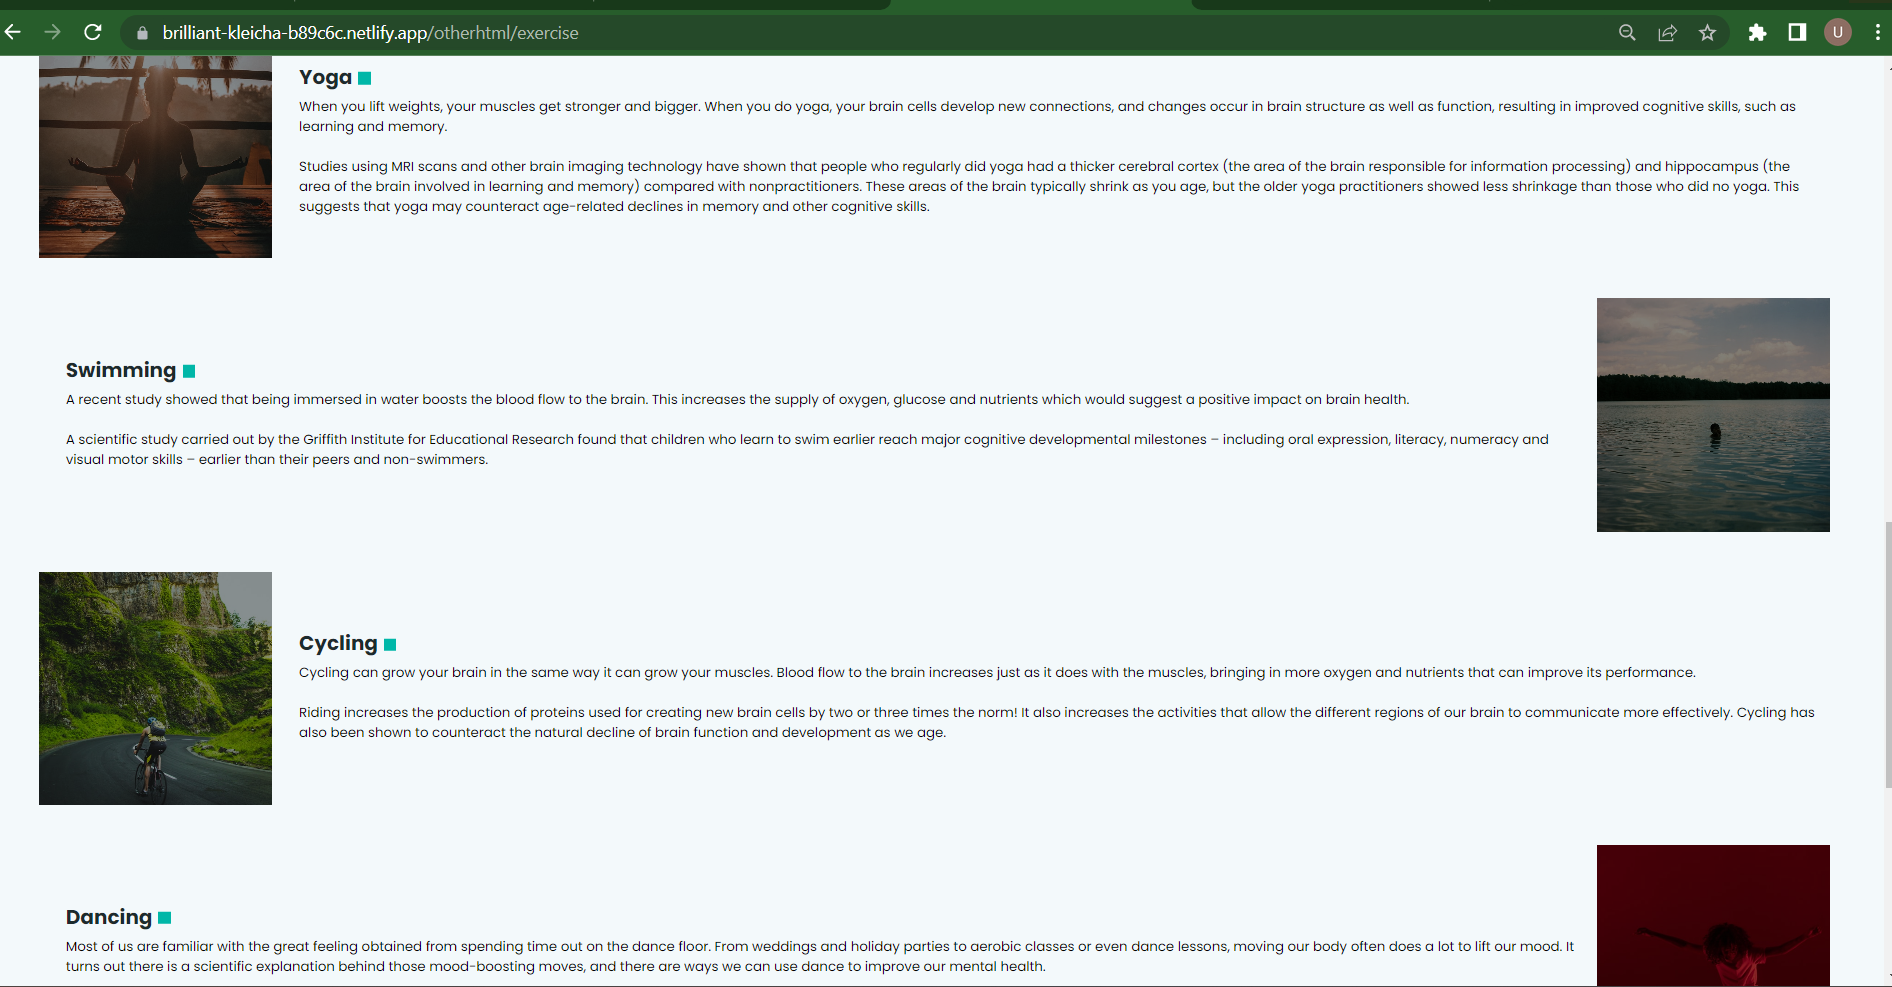 brilliant-kleicha-b89c6c.netlify.app/otherhtml/exercise
U
Yoga
When you lift weights, your muscles get stronger and bigger. When you do yoga, your brain cells develop new connections, and changes occur in brain structure as well as function, resulting in improved cognitive skills, such as
learning and memory.
Studies using MRI scans and other brain imaging technology have shown that people who regularly did yoga had a thicker cerebral cortex (the area of the brain responsible for information processing) and hippocampus (the
area of the brain involved in learning and memory) compared with nonpractitioners. These areas of the brain typically shrink as you age, but the older yoga practitioners showed less shrinkage than those who did no yoga. This
suggests that yoga may counteract age-related declines in memory and other cognitive skills.
Swimming
A recent study showed that being immersed in water boosts the blood flow to the brain. This increases the supply of oxygen, glucose and nutrients which would suggest a positive impact on brain health.
A scientific study carried out by the Griffith Institute for Educational Research found that children who learn to swim earlier reach major cognitive developmental milestones – including oral expression, literacy, numeracy and
visual motor skills – earlier than their peers and non-swimmers.
Cycling
Cycling can grow your brain in the same way it can grow your muscles. Blood flow to the brain increases just as it does with the muscles, bringing in more oxygen and nutrients that can improve its performance.
Riding increases the production of proteins used for creating new brain cells by two or three times the norm! It also increases the activities that allow the different regions of our brain to communicate more effectively. Cycling has
also been shown to counteract the natural decline of brain function and development as we age.
Dancing
Most of us are familiar with the great feeling obtained from spending time out on the dance floor. From weddings and holiday parties to aerobic classes or even dance lessons, moving our body often does a lot to lift our mood. It
turns out there is a scientific explanation behind those mood-boosting moves, and there are ways we can use dance to improve our mental health.